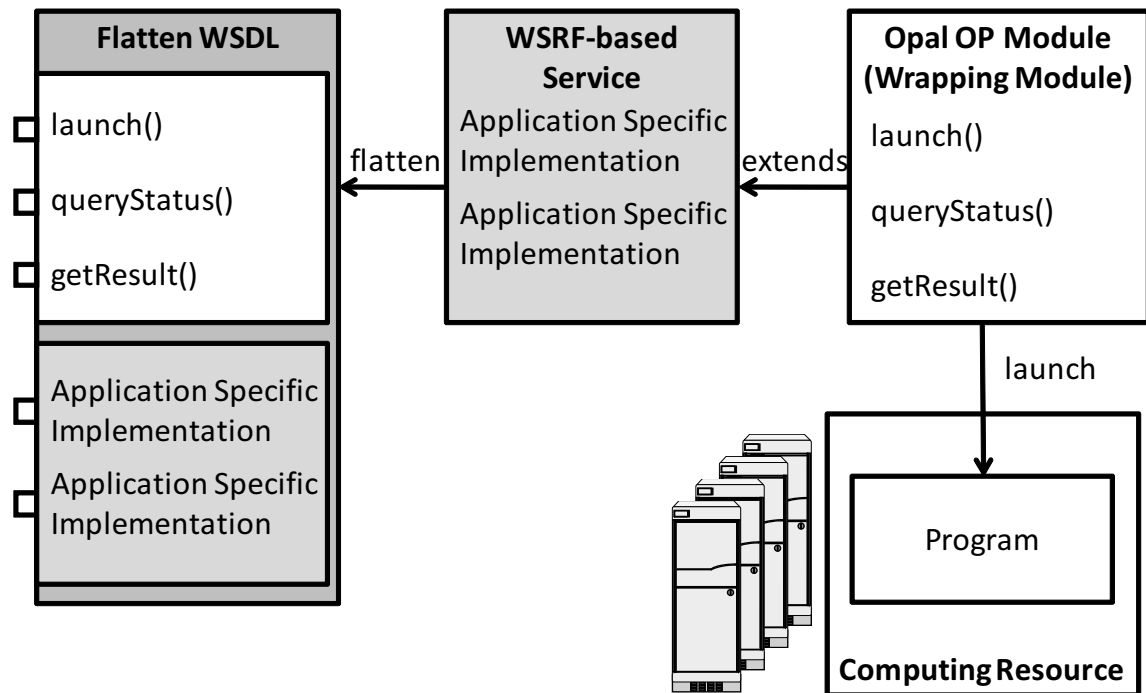 Flatten WSDL
launch()
queryStatus()
getResult()
Application Specific
Implementation
Application Specific
Implementation
flatten
WSRF-based
Service
Application Specific
Implementation
Application Specific
Implementation
extends
Opal OP Module
(Wrapping Module)
launch()
queryStatus()
getResult()
launch
Program
Computing Resource